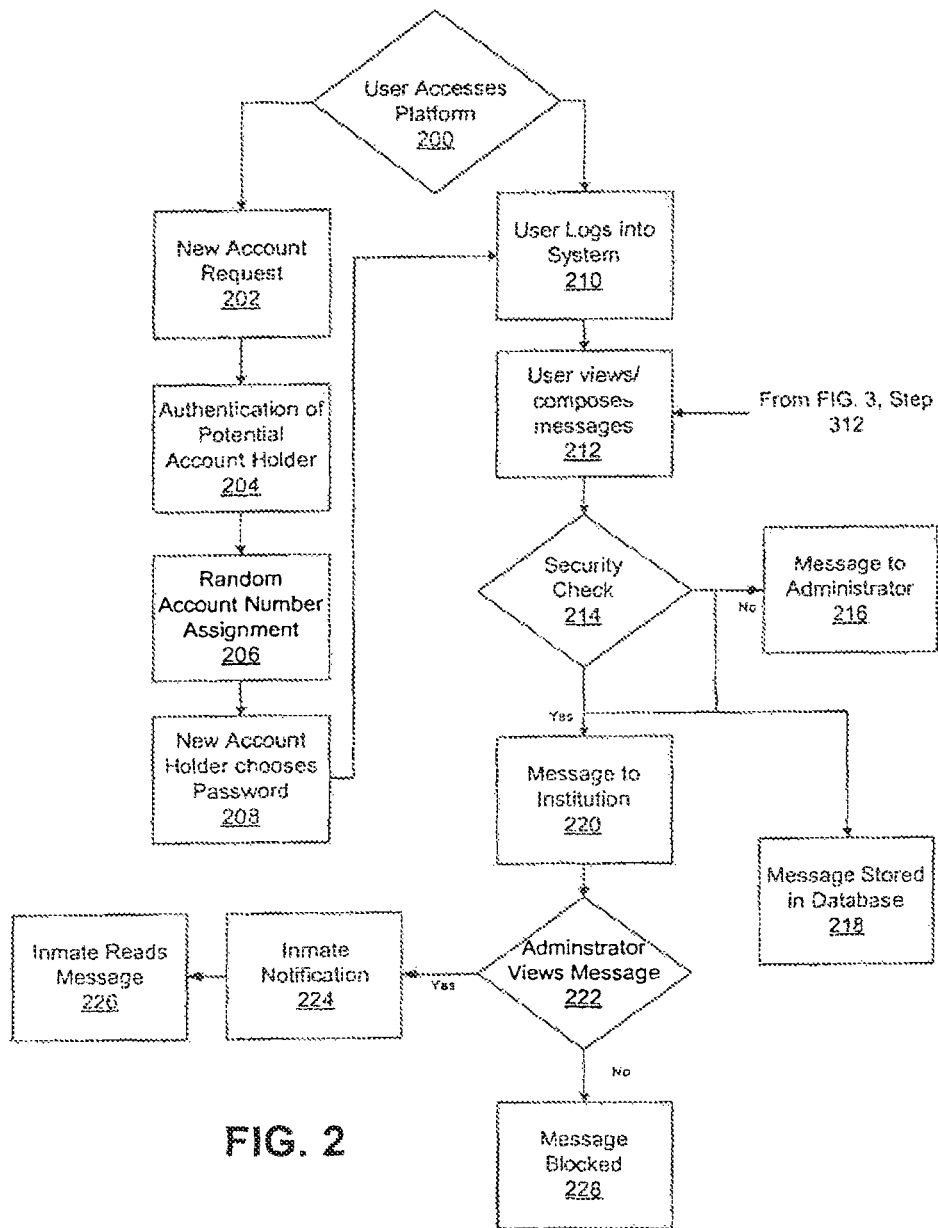 User Accesses
Platform
200
New Account
Request
202
User Logs into
System
210
Authentication of
Potential
Account Holder
204
User views/
composes
messages
212
From FIG. 3, Step
312
Random
Account Number
Assignment
206
Security
Check
214
No
Message to
Administrator
216
New Account
Holder chooses
Password
208
Yes
Message to
Institution
220
Message Stored
in Database
218
Inmate Reads
Message
226
Inmate
Notification
224
Yes
Adminstrator
Views Message
222
No
Message
Blocked
228
FIG. 2